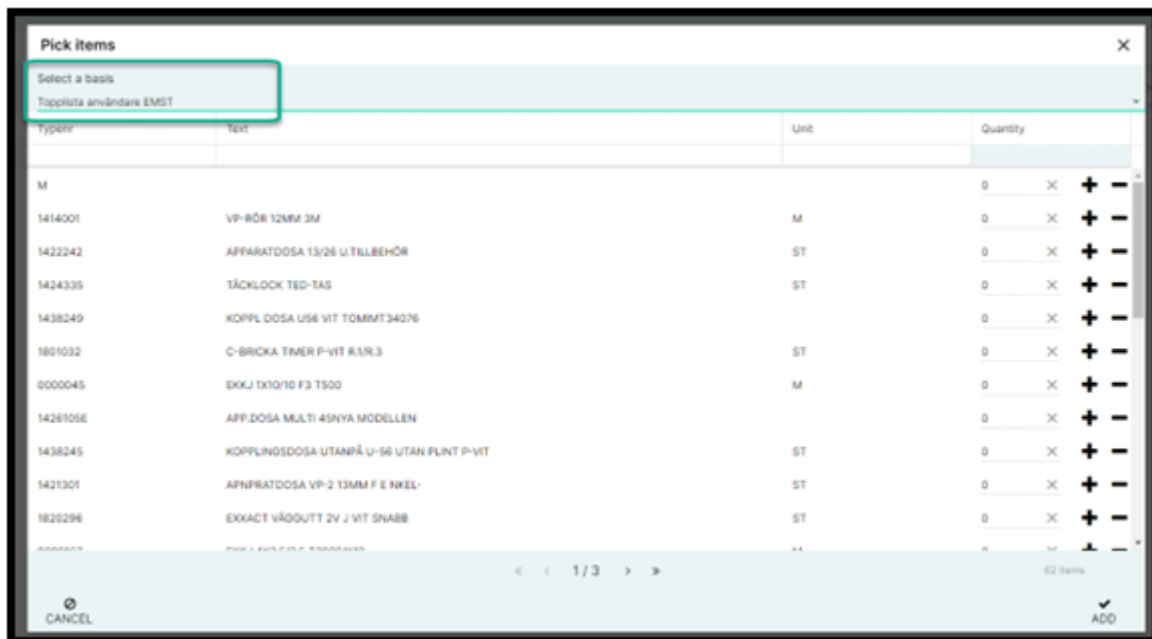 Pick items
Select a basis
Topplista användare EMST
Typenr Text Unit Quantity
M 0
1414001 VP-RÖR 12MM 3M M 0
1422242 APPARATDOSA 13/26 U.TILLBEHÖR ST 0
1424335 TÄCKLOCK TED-TAS ST 0
1438249 KOPPL DOSA U56 VIT TOMIMT34076 0
1801032 C-BRICKA TIMER P-VIT R.1/R.3 ST 0
0000045 EKKJ 1X10/10 F3 T500 M 0
1426105E APP.DOSA MULTI 45NYA MODELLEN 0
1438245 KOPPLINGSDOSA UTANPÅ U-56 UTAN PLINT P-VIT ST 0
1421301 APNPRATDOSA VP-2 13MM F E NKEL- ST 0
1820296 EXXACT VÄGGUTT 2V J VIT SNABB ST 0
« ‹ 1 / 3 › » 62 items
CANCEL ADD